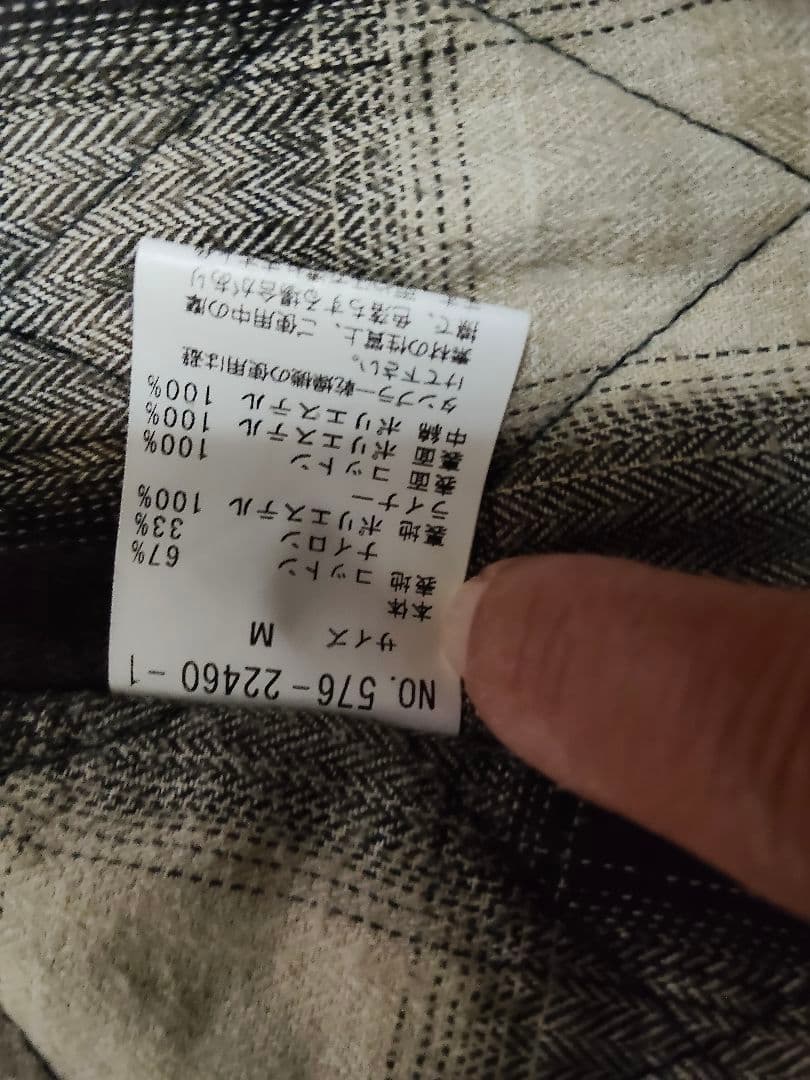 NO. 576-22460-1
サイズ M
本体
表地 コットン 67%
ナイロン 33%
裏地 ポリエステル 100%
ライナー
表面 コットン 100%
裏面 ポリエステル 100%
中綿 ポリエステル 100%
タンブラー乾燥機の使用は避
けて下さい。
素材の性質上、ご使用中の摩
擦で、色落ちする場合があり